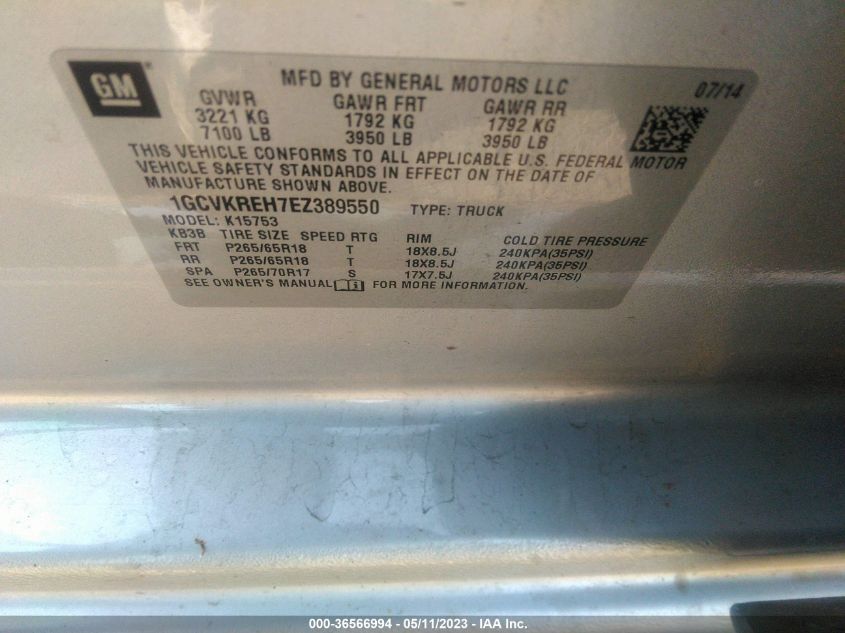 GM
MFD BY GENERAL MOTORS LLC
07/14
GVWR GAWR FRT GAWR RR
3221 KG 1792 KG 1792 KG
7100 LB 3950 LB 3950 LB
THIS VEHICLE CONFORMS TO ALL APPLICABLE U.S. FEDERAL MOTOR
VEHICLE SAFETY STANDARDS IN EFFECT ON THE DATE OF
MANUFACTURE SHOWN ABOVE.
1GCVKREH7EZ389550 TYPE: TRUCK
MODEL: K15753
KB3B TIRE SIZE SPEED RTG RIM COLD TIRE PRESSURE
FRT P265/65R18 T 18X8.5J 240KPA(35PSI)
RR P265/65R18 T 18X8.5J 240KPA(35PSI)
SPA P265/70R17 S 17X7.5J 240KPA(35PSI)
SEE OWNER'S MANUAL FOR MORE INFORMATION.
000-36566994 - 05/11/2023 - IAA Inc.